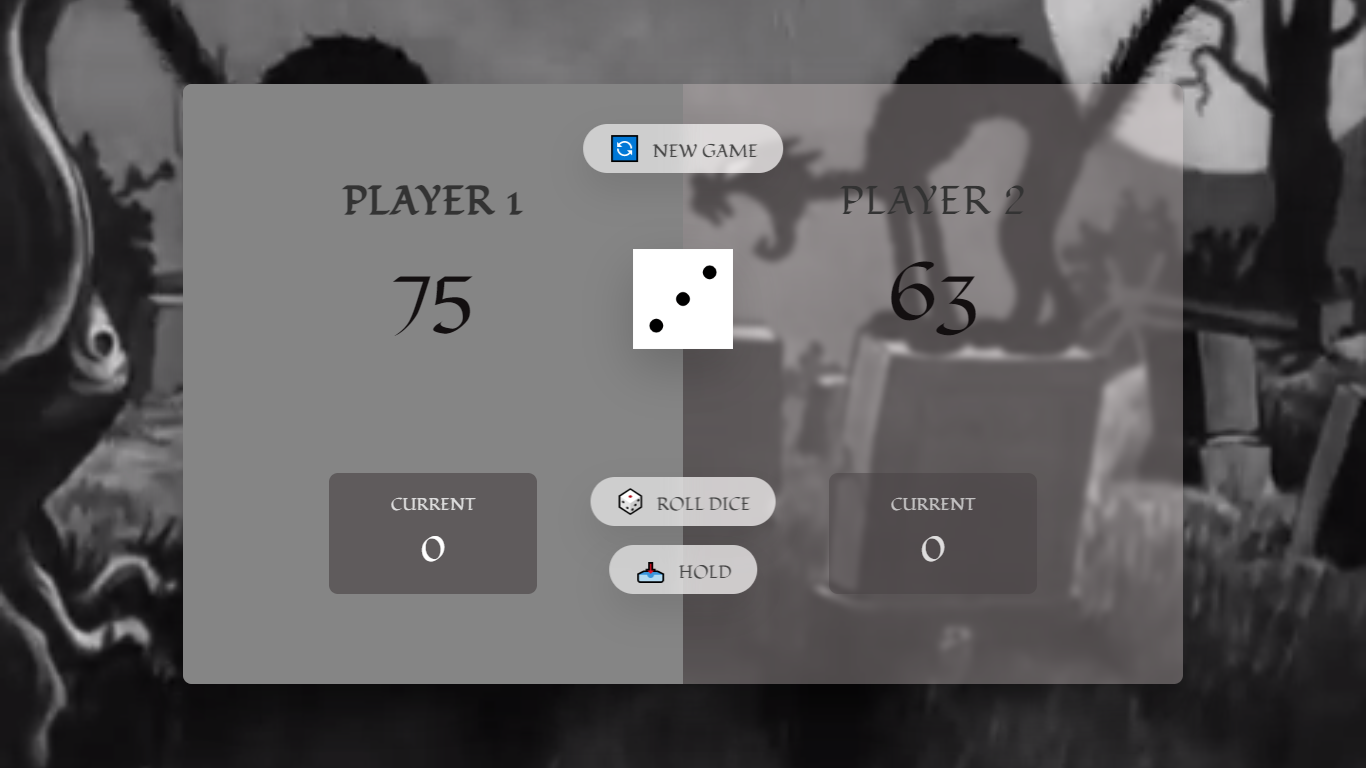 NEW GAME
PLAYER 1
PLAYER 2
75
63
CURRENT
0
ROLL DICE
CURRENT
0
HOLD